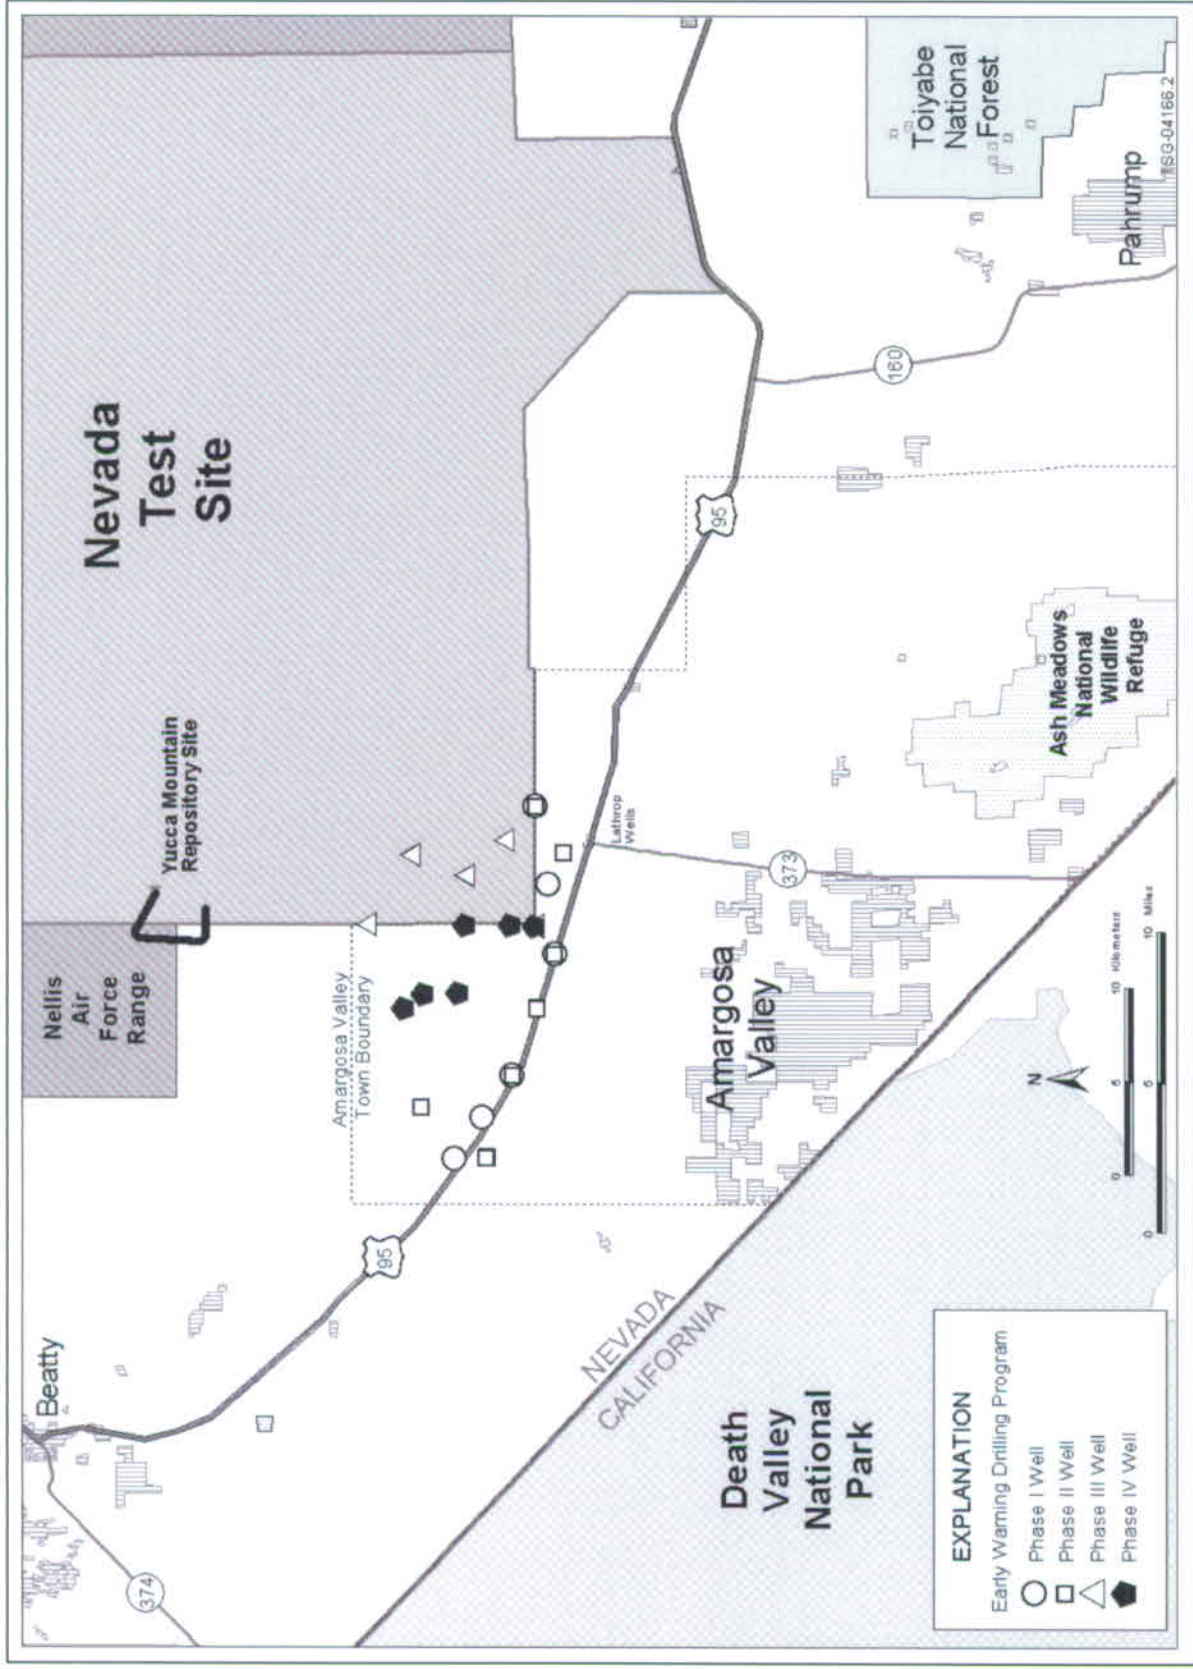 Nevada
Test
Site
Toiyabe
National
Forest
Yucca Mountain
Repository Site
Nellis
Air
Force
Range
Beatty
374
95
Amargosa Valley
Town Boundary
95
160
Pahrump
Lathrop
Wells
373
Amargosa
Valley
Ash Meadows
National
Wildlife
Refuge
NEVADA
CALIFORNIA
Death
Valley
National
Park
N
0
5
10 Kilometers
0
5
10 Miles
EXPLANATION
Early Warning Drilling Program
Phase I Well
Phase II Well
Phase III Well
Phase IV Well